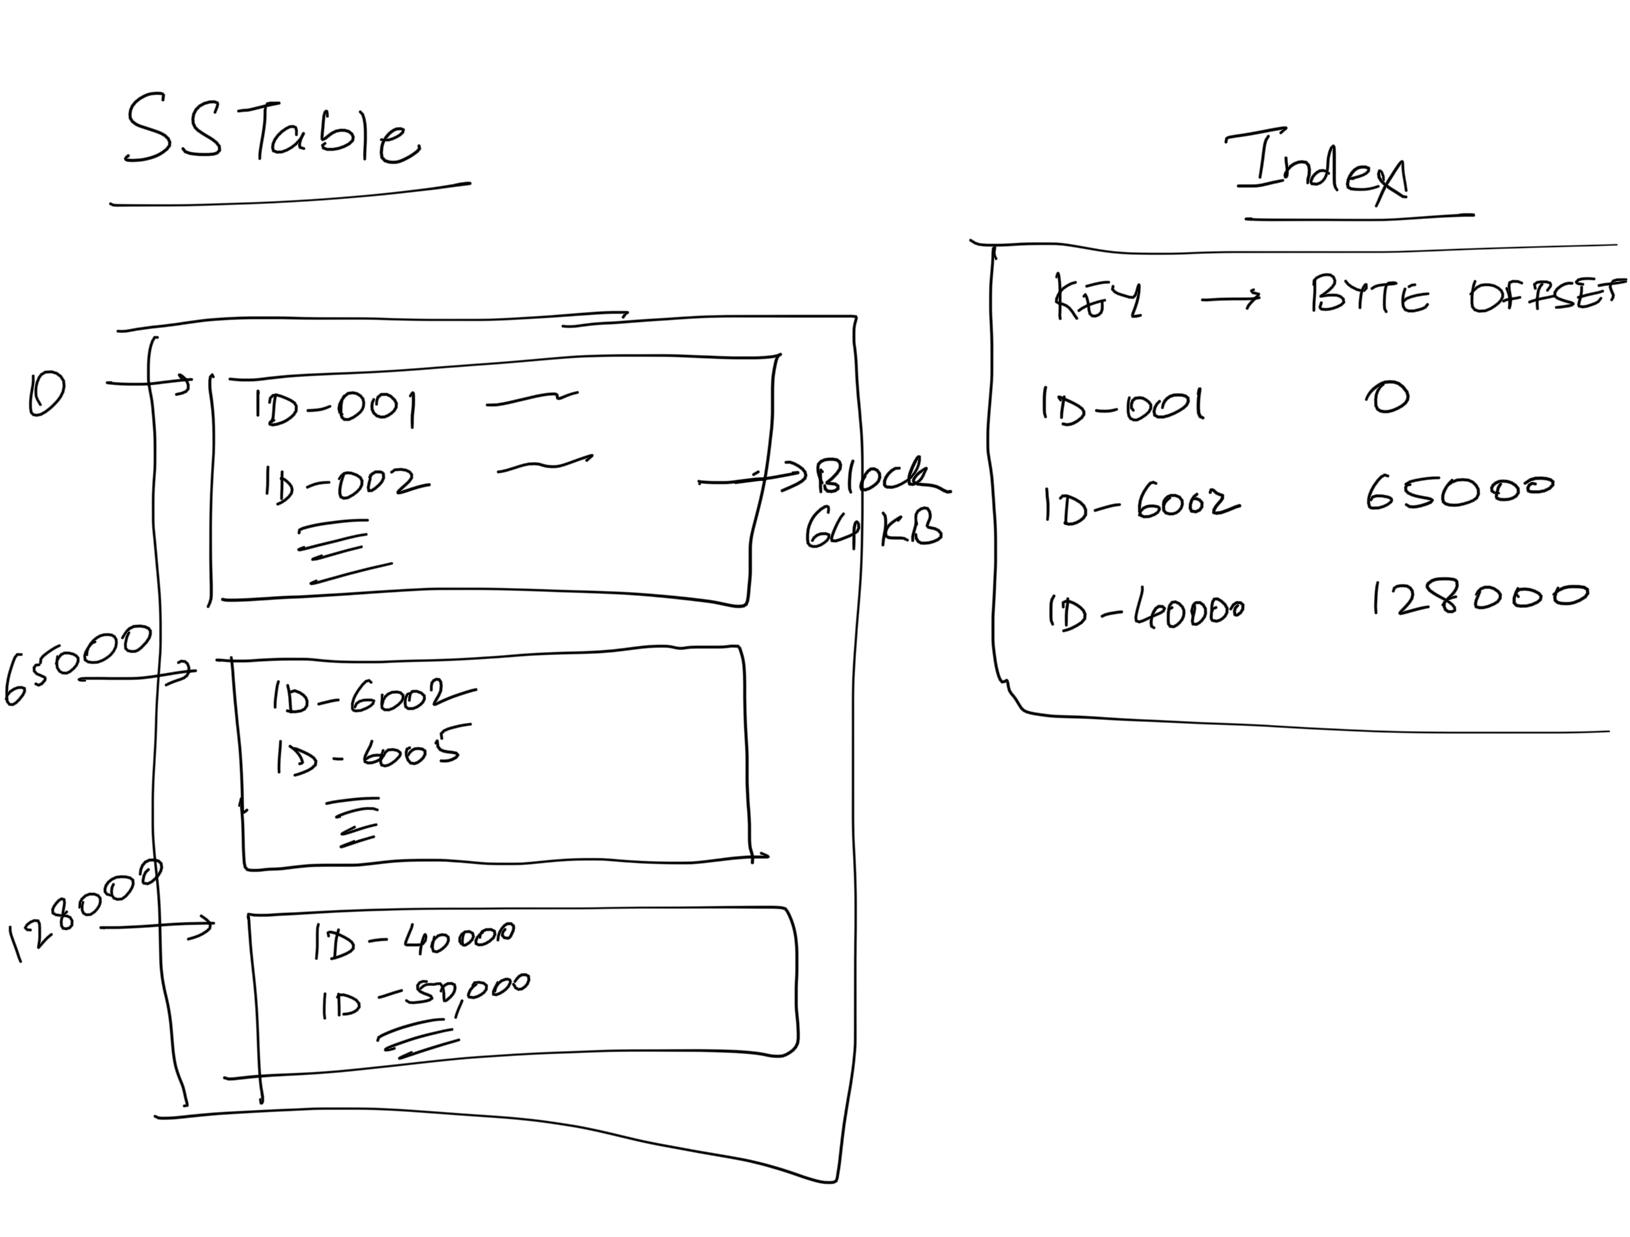 SSTable
0 →
ID-001
ID-002
→ Block
64 KB
65000 →
ID-6002
ID-6005
128000 →
ID-40000
ID-50,000
Index
KEY → BYTE OFFSET
ID-001 0
ID-6002 65000
ID-40000 128000